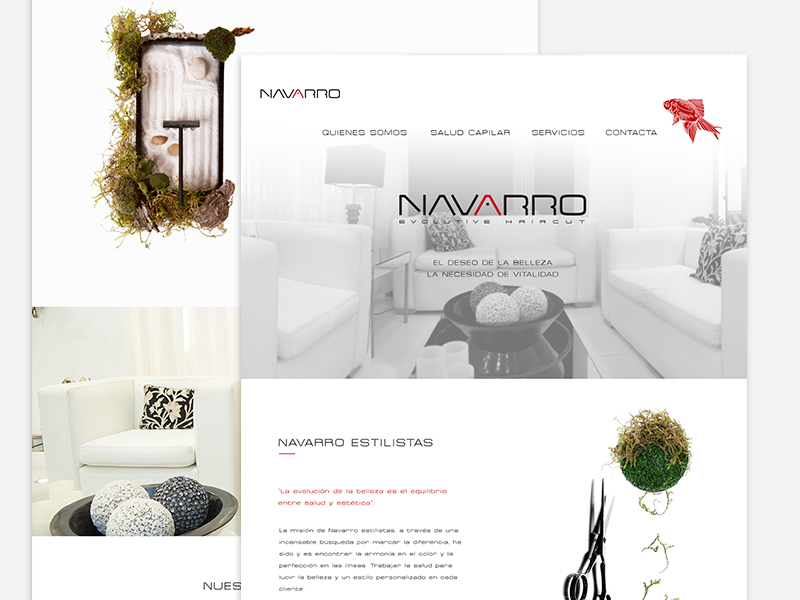 NAVARRO
QUIENES SOMOS
SALUD CAPILAR
SERVICIOS
CONTACTA
NAVARRO
EVOLUTIVE HAIRCUT
EL DESEO DE LA BELLEZA
LA NECESIDAD DE VITALIDAD
NAVARRO ESTILISTAS
"La evolución de la belleza es el equilibrio
entre salud y estética".
La misión de Navarro estilistas, a través de una
incansable búsqueda por marcar la diferencia, ha
sido y es encontrar la armonía en el color y la
perfección en las líneas. Trabajar la salud para
lucir la belleza y un estilo personalizado en cada
cliente.
NUES